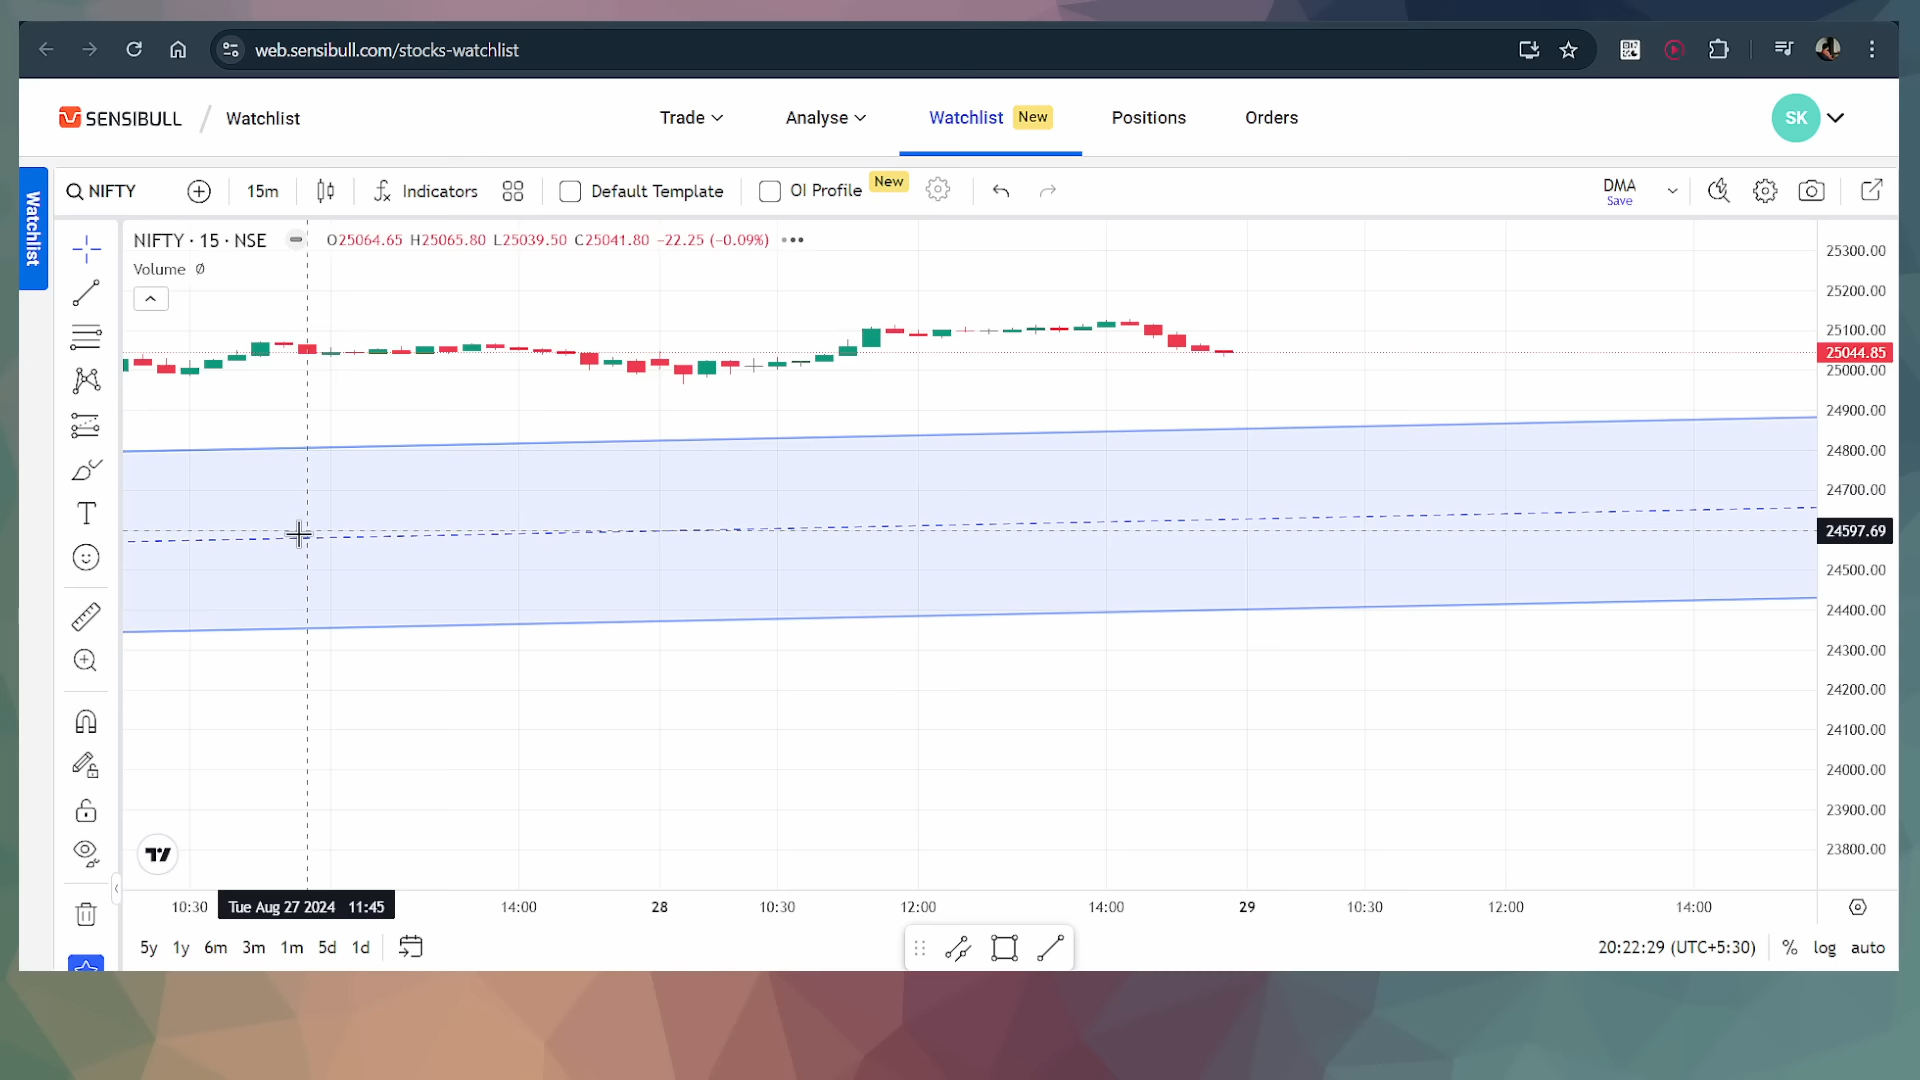 web.sensibull.com/stocks-watchlist
SENSIBULL / Watchlist
Trade
Analyse
Watchlist New
Positions
Orders
SK
Watchlist
NIFTY
15m
Indicators
Default Template
OI Profile New
DMA
Save
NIFTY · 15 · NSE
O25064.65 H25065.80 L25039.50 C25041.80 −22.25 (−0.09%)
Volume Ø
25300.00
25200.00
25100.00
25044.85
25000.00
24900.00
24800.00
24700.00
24597.69
24500.00
24400.00
24300.00
24200.00
24100.00
24000.00
23900.00
23800.00
10:30
Tue Aug 27 2024 11:45
14:00
28
10:30
12:00
14:00
29
10:30
12:00
14:00
5y 1y 6m 3m 1m 5d 1d
20:22:29 (UTC+5:30)
% log auto